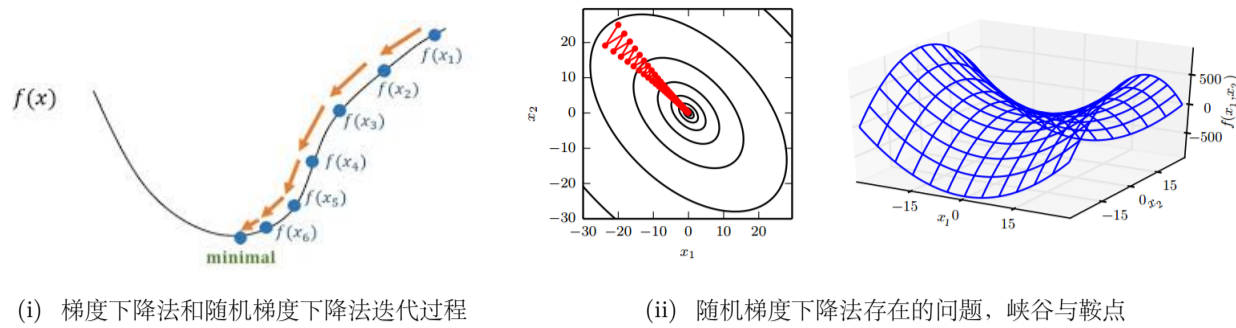 f(x)
f(x₁)
f(x₂)
f(x₃)
f(x₄)
f(x₅)
f(x₆)
minimal
20
10
0
−10
−20
−30
x₂
−30 −20 −10 0 10 20
x₁
500
0
−500
f(x₁,x₂)
−15 0 15
x₁
−15 0 15
x₂
(i) 梯度下降法和随机梯度下降法迭代过程
(ii) 随机梯度下降法存在的问题，峡谷与鞍点